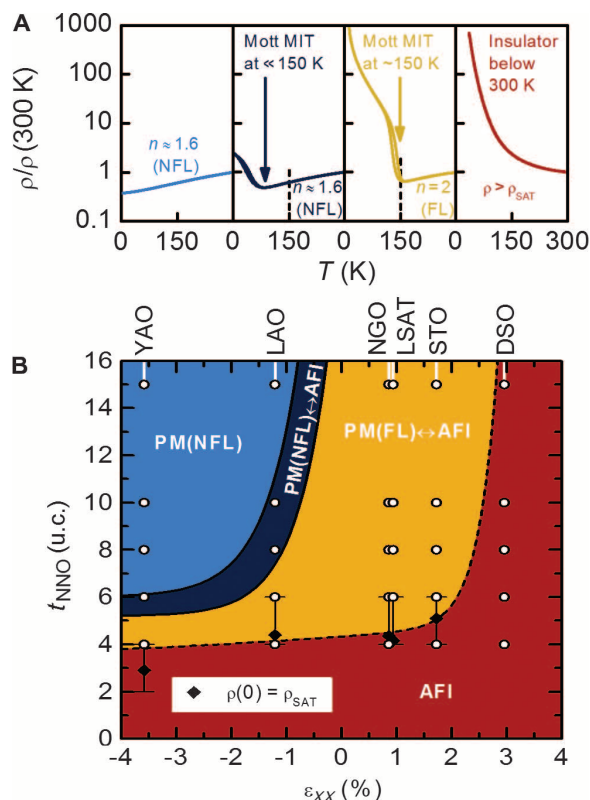 A
ρ/ρ (300 K)
1000
100
10
1
0.1
n ≈ 1.6
(NFL)
Mott MIT
at ≪ 150 K
n ≈ 1.6
(NFL)
Mott MIT
at ~150 K
n = 2
(FL)
Insulator
below
300 K
ρ > ρSAT
0 150 0 150 0 150 0 150 300
T (K)
YAO LAO NGO LSAT STO DSO
B
tNNO (u.c.)
16
14
12
10
8
6
4
2
0
PM(NFL)
PM(NFL)↔AFI
PM(FL)↔AFI
AFI
ρ(0) = ρSAT
-4 -3 -2 -1 0 1 2 3 4
εXX (%)